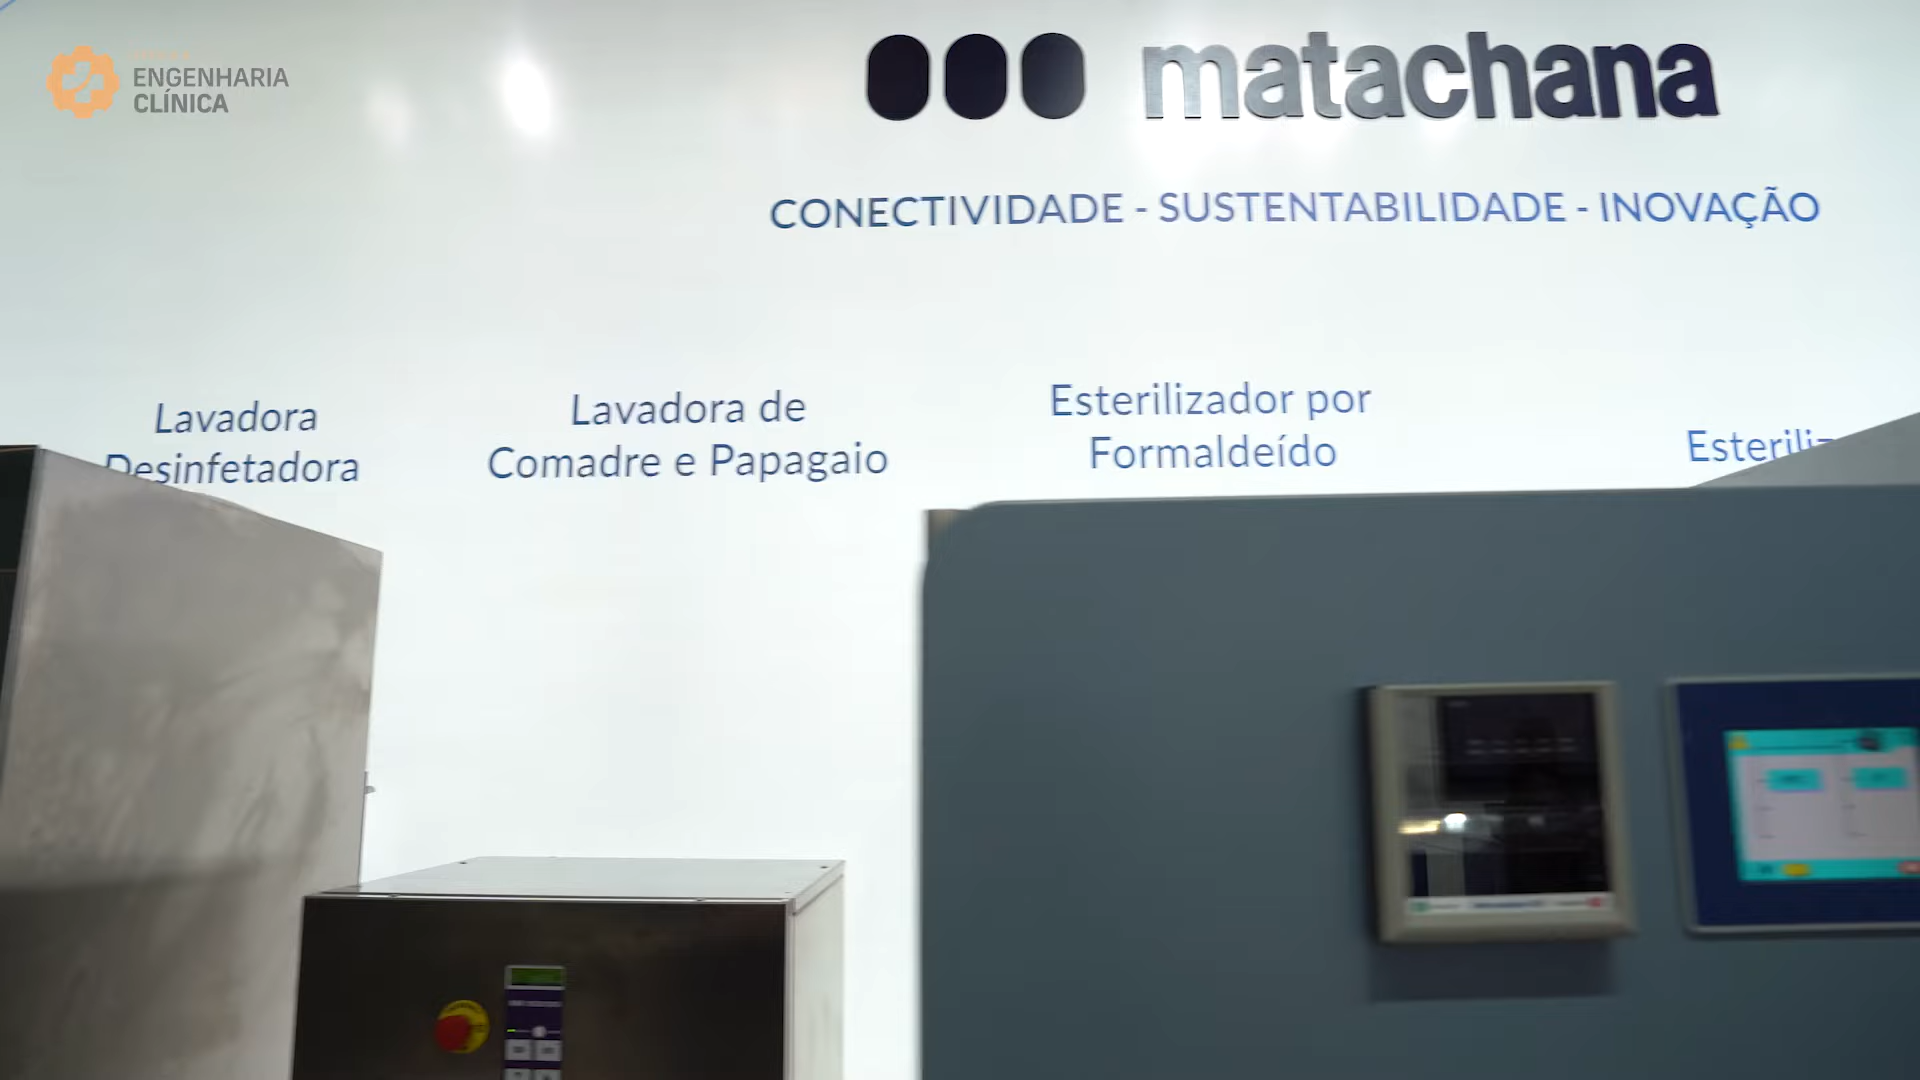 ENGENHARIA
CLÍNICA
matachana
CONECTIVIDADE - SUSTENTABILIDADE - INOVAÇÃO
Lavadora
Desinfetadora
Lavadora de
Comadre e Papagaio
Esterilizador por
Formaldeído